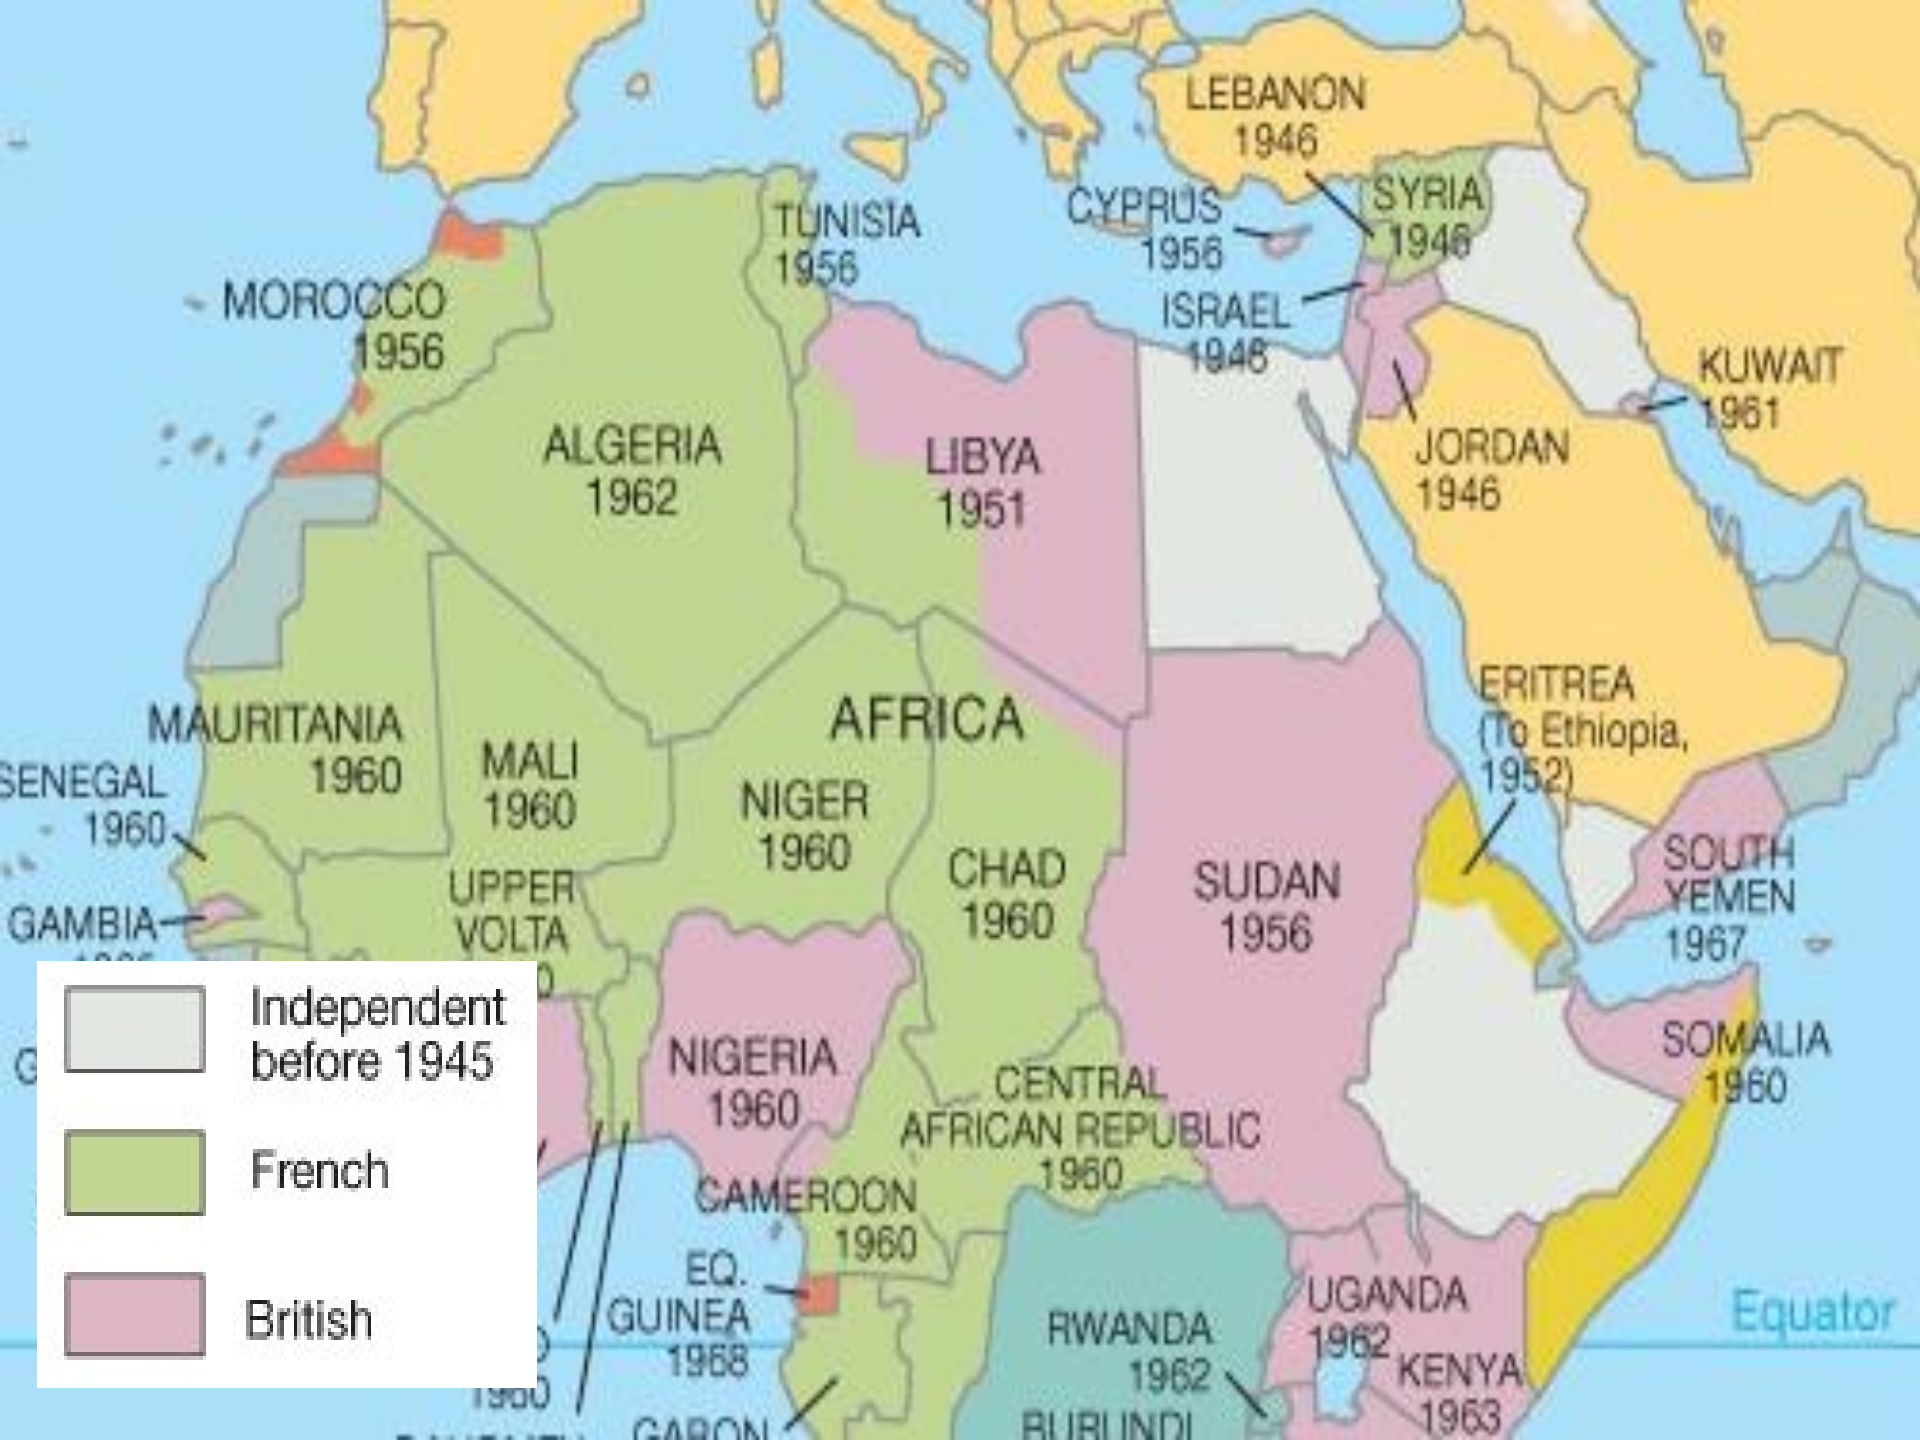 LEBANON
1946
SYRIA
1946
CYPRUS
1956
TUNISIA
1956
ISRAEL
1948
MOROCCO
1956
KUWAIT
1961
ALGERIA
1962
LIBYA
1951
JORDAN
1946
ERITREA
(To Ethiopia,
1952)
MAURITANIA
1960
AFRICA
MALI
1960
SENEGAL
1960
NIGER
1960
CHAD
1960
SUDAN
1956
SOUTH
YEMEN
1967
UPPER
VOLTA
GAMBIA
Independent
before 1945
French
British
NIGERIA
1960
SOMALIA
1960
CENTRAL
AFRICAN REPUBLIC
1960
CAMEROON
1960
EQ.
GUINEA
1968
Equator
RWANDA
1962
UGANDA
1962
KENYA
1963
1960
GABON
BURUNDI